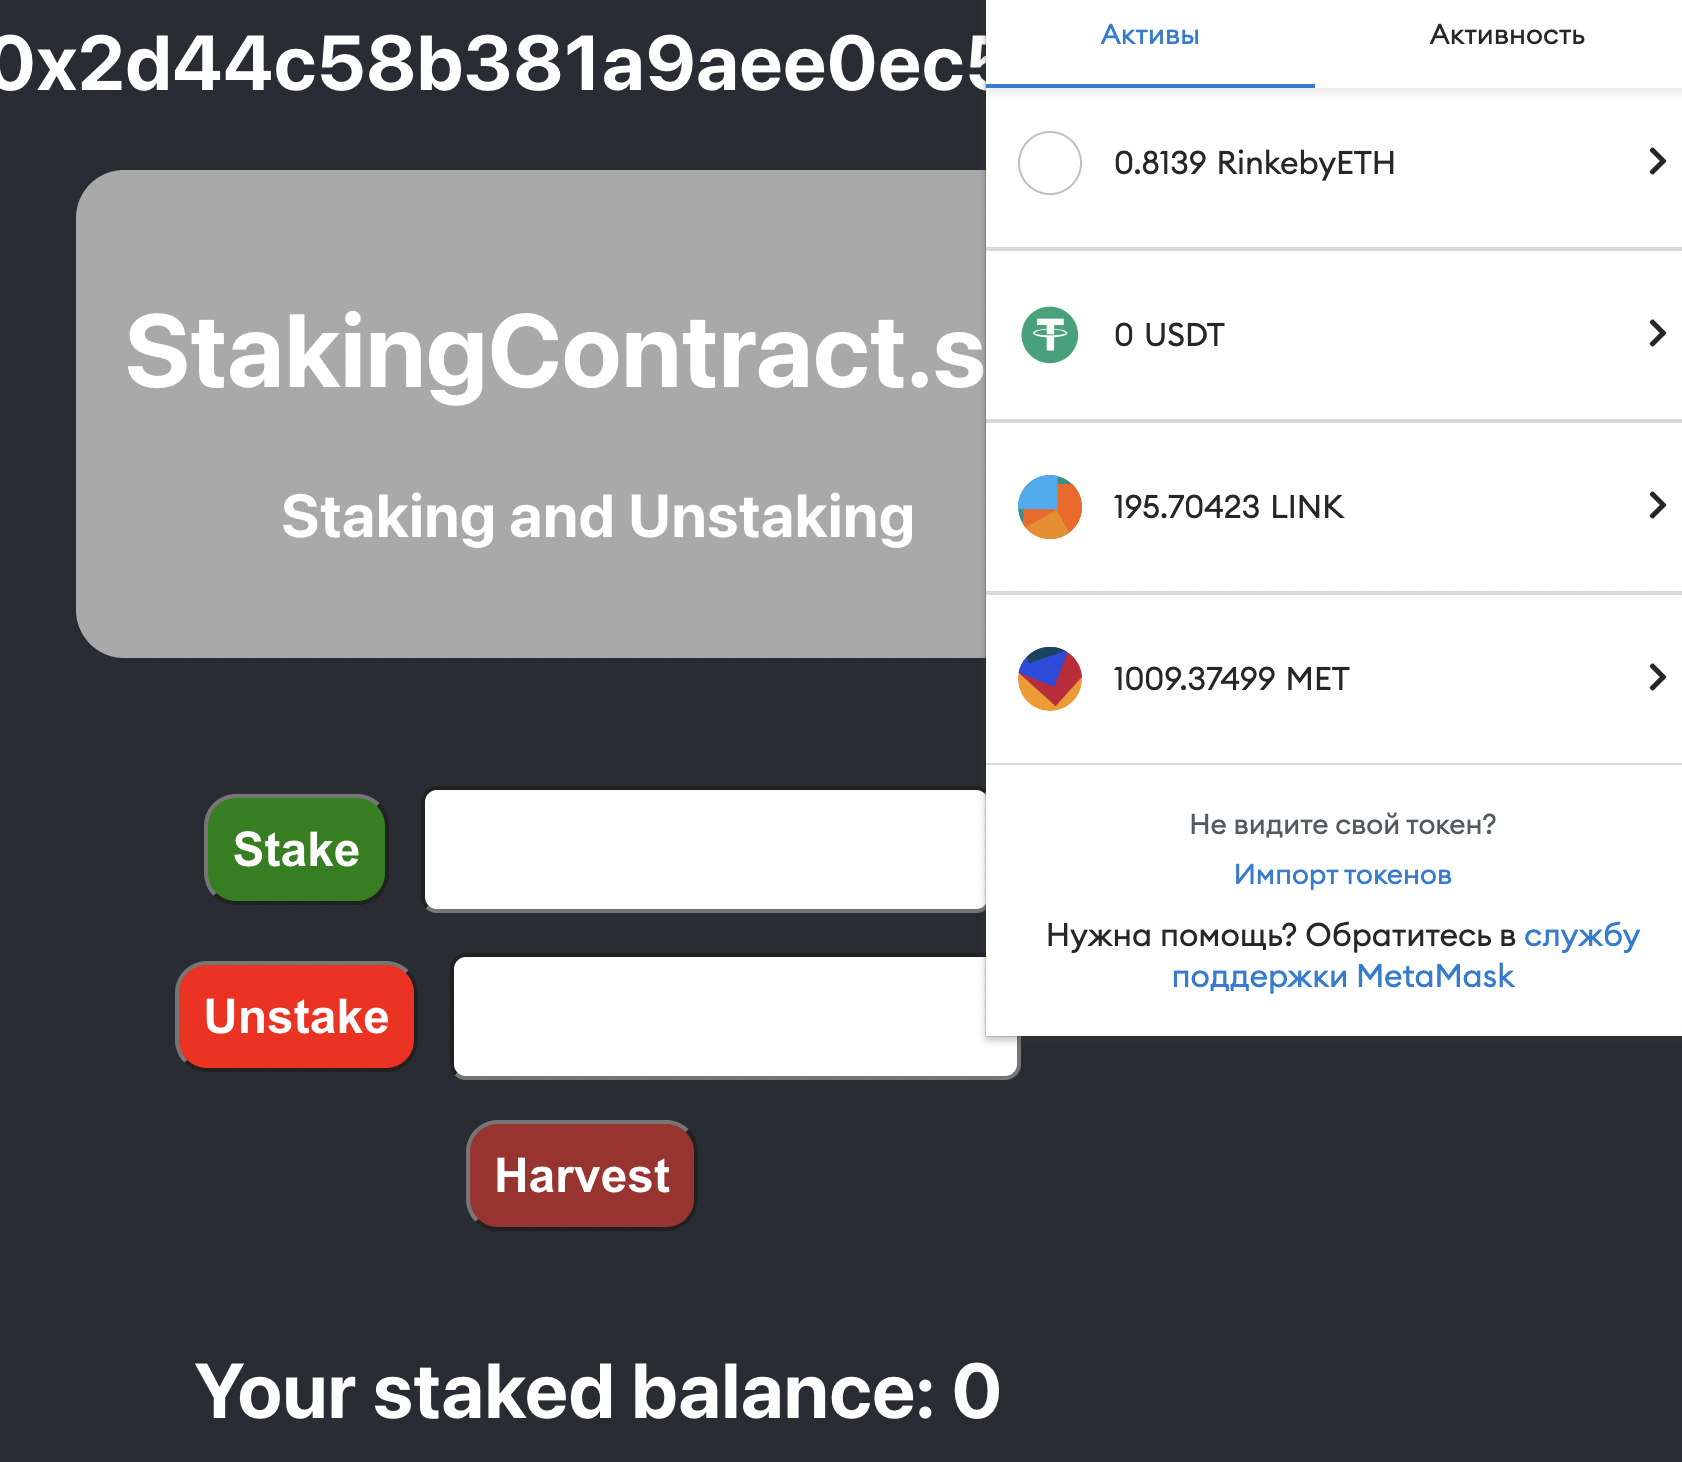 0x2d44c58b381a9aee0ec5
StakingContract.s
Staking and Unstaking
Stake
Unstake
Harvest
Your staked balance: 0
Активы
Активность
0.8139 RinkebyETH
0 USDT
195.70423 LINK
1009.37499 MET
Не видите свой токен?
Импорт токенов
Нужна помощь? Обратитесь в службу
поддержки MetaMask